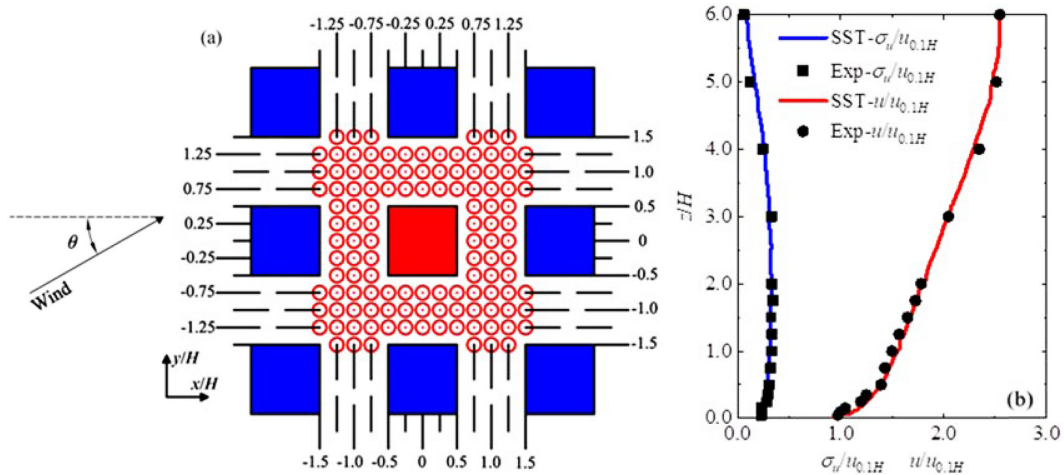 -1.25 -0.75 -0.25 0.25 0.75 1.25
(a)
1.25
0.75
0.25
-0.25
-0.75
-1.25
1.5
1.0
0.5
0
-0.5
-1.0
-1.5
-1.5 -1.0 -0.5 0 0.5 1.0 1.5
θ
Wind
y/H
x/H
6.0
5.0
4.0
3.0
2.0
1.0
0.0
z/H
SST-σu/u0.1H
Exp-σu/u0.1H
SST-u/u0.1H
Exp-u/u0.1H
(b)
0.0 1.0 2.0 3.0
σu/u0.1H u/u0.1H